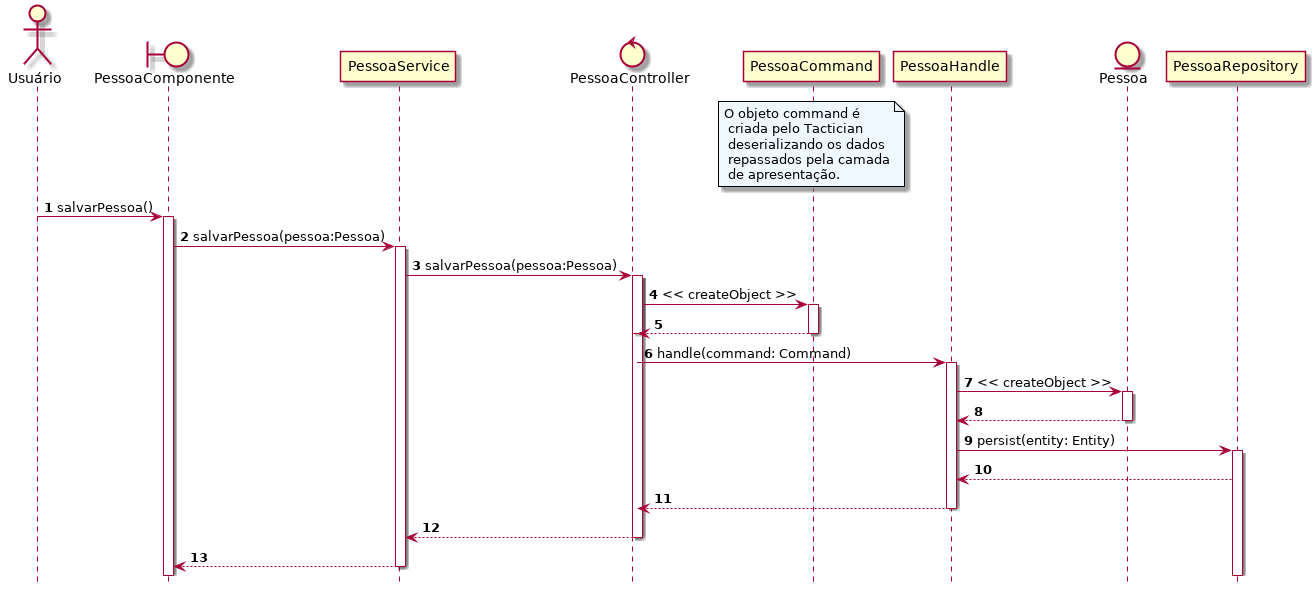 Usuário
PessoaComponente
PessoaService
PessoaController
PessoaCommand
PessoaHandle
Pessoa
PessoaRepository
O objeto command é
criada pelo Tactician
deserializando os dados
repassados pela camada
de apresentação.
1 salvarPessoa()
2 salvarPessoa(pessoa:Pessoa)
3 salvarPessoa(pessoa:Pessoa)
4 << createObject >>
5
6 handle(command: Command)
7 << createObject >>
8
9 persist(entity: Entity)
10
11
12
13